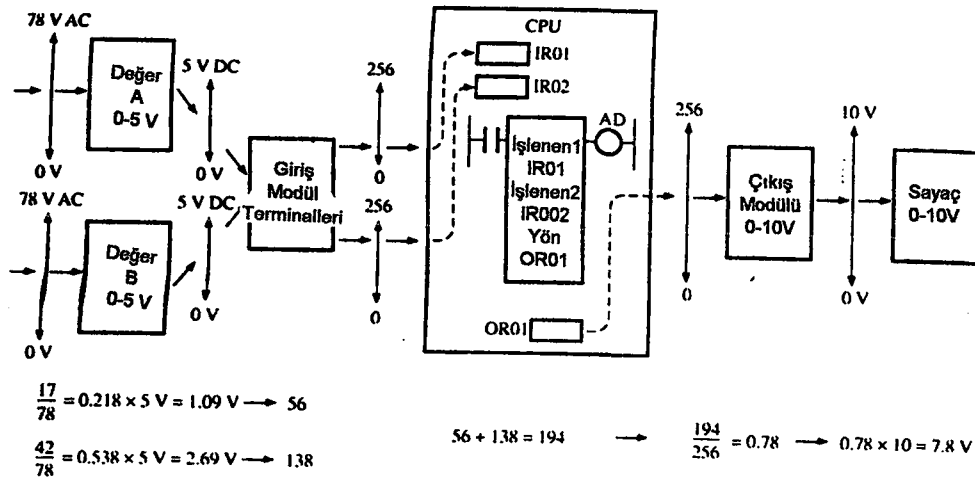 78 V AC
0 V
Değer
A
0-5 V
5 V DC
0 V
78 V AC
0 V
Değer
B
0-5 V
5 V DC
0 V
Giriş
Modül
Terminalleri
256
0
256
0
CPU
IR01
IR02
AD
İşlenen1
IR01
İşlenen2
IR002
Yön
OR01
OR01
256
0
Çıkış
Modülü
0-10V
10 V
0 V
Sayaç
0-10V
17/78 = 0.218 × 5 V = 1.09 V → 56
42/78 = 0.538 × 5 V = 2.69 V → 138
56 + 138 = 194 → 194/256 = 0.78 → 0.78 × 10 = 7.8 V